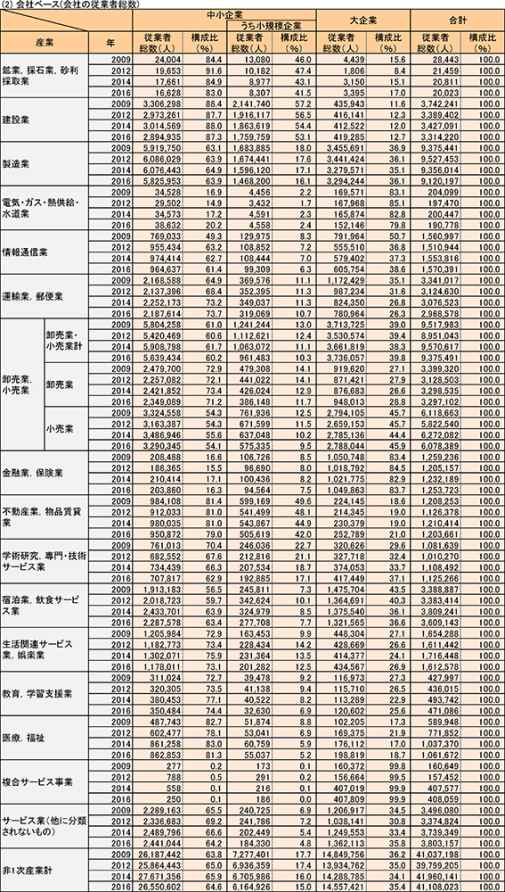 (2) 会社ベース(会社の従業者総数)
産業 年 中小企業 うち小規模企業 大企業 合計
従業者総数(人) 構成比(%) 従業者総数(人) 構成比(%) 従業者総数(人) 構成比(%) 従業者総数(人) 構成比(%)
鉱業, 採石業, 砂利採取業
2009 24,004 84.4 13,080 46.0 4,439 15.6 28,443 100.0
2012 19,653 91.6 10,182 47.4 1,806 8.4 21,459 100.0
2014 17,661 84.9 8,977 43.1 3,150 15.1 20,811 100.0
2016 16,628 83.0 8,307 41.5 3,395 17.0 20,023 100.0
建設業
2009 3,306,298 88.4 2,141,740 57.2 435,943 11.6 3,742,241 100.0
2012 2,973,261 87.7 1,916,117 56.5 416,141 12.3 3,389,402 100.0
2014 3,014,569 88.0 1,863,619 54.4 412,522 12.0 3,427,091 100.0
2016 2,894,935 87.3 1,759,759 53.1 419,285 12.7 3,314,220 100.0
製造業
2009 5,919,750 63.1 1,683,885 18.0 3,455,691 36.9 9,375,441 100.0
2012 6,086,029 63.9 1,674,441 17.6 3,441,424 36.1 9,527,453 100.0
2014 6,076,443 64.9 1,596,120 17.1 3,279,571 35.1 9,356,014 100.0
2016 5,825,953 63.9 1,468,200 16.1 3,294,244 36.1 9,120,197 100.0
電気・ガス・熱供給・水道業
2009 34,528 16.9 4,456 2.2 169,571 83.1 204,099 100.0
2012 29,502 14.9 3,432 1.7 167,968 85.1 197,470 100.0
2014 34,573 17.2 4,591 2.3 165,874 82.8 200,447 100.0
2016 38,632 20.2 4,558 2.4 152,146 79.8 190,778 100.0
情報通信業
2009 769,033 49.3 129,975 8.3 791,964 50.7 1,560,997 100.0
2012 955,434 63.2 108,852 7.2 555,510 36.8 1,510,944 100.0
2014 974,414 62.7 108,444 7.0 579,402 37.3 1,553,816 100.0
2016 964,637 61.4 99,309 6.3 605,754 38.6 1,570,391 100.0
運輸業, 郵便業
2009 2,168,588 64.9 369,576 11.1 1,172,429 35.1 3,341,017 100.0
2012 2,137,396 68.4 352,395 11.3 987,234 31.6 3,124,630 100.0
2014 2,252,173 73.2 349,037 11.3 824,350 26.8 3,076,523 100.0
2016 2,187,614 73.7 319,069 10.7 780,964 26.3 2,968,578 100.0
卸売業, 小売業
卸売業・小売業計
2009 5,804,258 61.0 1,241,244 13.0 3,713,725 39.0 9,517,983 100.0
2012 5,420,469 60.6 1,112,621 12.4 3,530,574 39.4 8,951,043 100.0
2014 5,908,798 61.7 1,063,072 11.1 3,661,819 38.3 9,570,617 100.0
2016 5,639,434 60.2 961,483 10.3 3,736,057 39.8 9,375,491 100.0
卸売業
2009 2,479,700 72.9 479,308 14.1 919,620 27.1 3,399,320 100.0
2012 2,257,082 72.1 441,022 14.1 871,421 27.9 3,128,503 100.0
2014 2,421,852 73.4 426,024 12.9 876,683 26.6 3,298,535 100.0
2016 2,349,089 71.2 386,148 11.7 948,013 28.8 3,297,102 100.0
小売業
2009 3,324,558 54.3 761,936 12.5 2,794,105 45.7 6,118,663 100.0
2012 3,163,387 54.3 671,599 11.5 2,659,153 45.7 5,822,540 100.0
2014 3,486,946 55.6 637,048 10.2 2,785,136 44.4 6,272,082 100.0
2016 3,290,345 54.1 575,335 9.5 2,788,044 45.9 6,078,389 100.0
金融業, 保険業
2009 208,488 16.6 106,726 8.5 1,050,748 83.4 1,259,236 100.0
2012 186,365 15.5 96,690 8.0 1,018,792 84.5 1,205,157 100.0
2014 210,414 17.1 100,436 8.2 1,021,775 82.9 1,232,189 100.0
2016 203,860 16.3 94,564 7.5 1,049,863 83.7 1,253,723 100.0
不動産業, 物品賃貸業
2009 984,108 81.4 599,169 49.6 224,145 18.6 1,208,253 100.0
2012 912,033 81.0 541,499 48.1 214,345 19.0 1,126,378 100.0
2014 980,035 81.0 543,867 44.9 230,379 19.0 1,210,414 100.0
2016 950,872 79.0 505,619 42.0 252,789 21.0 1,203,661 100.0
学術研究, 専門・技術サービス業
2009 761,013 70.4 246,036 22.7 320,626 29.6 1,081,639 100.0
2012 682,552 67.6 212,816 21.1 327,718 32.4 1,010,270 100.0
2014 734,439 66.3 207,534 18.7 374,053 33.7 1,108,492 100.0
2016 707,817 62.9 192,885 17.1 417,449 37.1 1,125,266 100.0
宿泊業, 飲食サービス業
2009 1,913,183 56.5 245,811 7.3 1,475,704 43.5 3,388,887 100.0
2012 2,018,723 59.7 342,624 10.1 1,364,691 40.3 3,383,414 100.0
2014 2,433,701 63.9 324,979 8.5 1,375,540 36.1 3,809,241 100.0
2016 2,287,578 63.4 277,708 7.7 1,321,565 36.6 3,609,143 100.0
生活関連サービス業, 娯楽業
2009 1,205,984 72.9 163,453 9.9 448,304 27.1 1,654,288 100.0
2012 1,182,773 73.4 228,434 14.2 428,669 26.6 1,611,442 100.0
2014 1,302,071 75.9 231,364 13.5 414,377 24.1 1,716,448 100.0
2016 1,178,011 73.1 201,282 12.5 434,567 26.9 1,612,578 100.0
教育, 学習支援業
2009 311,024 72.7 39,478 9.2 116,973 27.3 427,997 100.0
2012 320,305 73.5 41,138 9.4 115,710 26.5 436,015 100.0
2014 380,453 77.1 40,522 8.2 113,289 22.9 493,742 100.0
2016 350,484 74.4 32,630 6.9 120,602 25.6 471,086 100.0
医療, 福祉
2009 487,743 82.7 51,874 8.8 102,205 17.3 589,948 100.0
2012 602,477 78.1 53,041 6.9 169,375 21.9 771,852 100.0
2014 861,258 83.0 60,759 5.9 176,112 17.0 1,037,370 100.0
2016 862,853 81.3 55,037 5.2 198,819 18.7 1,061,672 100.0
複合サービス事業
2009 277 0.2 173 0.1 160,372 99.8 160,649 100.0
2012 788 0.5 291 0.2 156,664 99.5 157,452 100.0
2014 558 0.1 216 0.1 407,019 99.9 407,577 100.0
2016 250 0.1 186 0.0 407,809 99.9 408,059 100.0
サービス業(他に分類されないもの)
2009 2,289,163 65.5 240,725 6.9 1,206,917 34.5 3,496,080 100.0
2012 2,336,683 69.2 241,786 7.2 1,038,141 30.8 3,374,824 100.0
2014 2,489,796 66.6 202,449 5.4 1,249,553 33.4 3,739,349 100.0
2016 2,441,044 64.2 184,330 4.8 1,362,113 35.8 3,803,157 100.0
非1次産業計
2009 26,187,442 63.8 7,277,401 17.7 14,849,756 36.2 41,037,198 100.0
2012 25,864,443 65.0 6,936,359 17.4 13,934,762 35.0 39,799,205 100.0
2014 27,671,356 65.9 6,705,986 16.0 14,288,785 34.1 41,960,141 100.0
2016 26,550,602 64.6 6,164,926 15.0 14,557,421 35.4 41,108,023 100.0